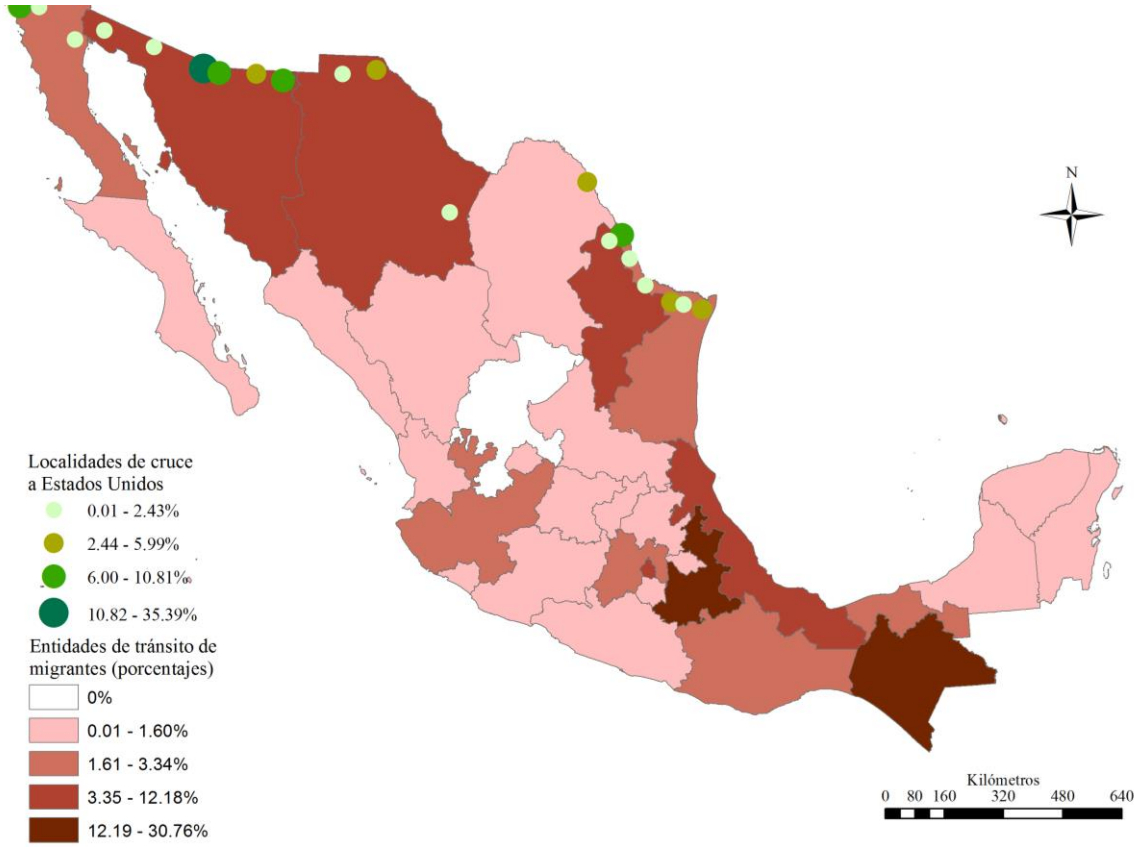 N
Localidades de cruce
a Estados Unidos
0.01 - 2.43%
2.44 - 5.99%
6.00 - 10.81%
10.82 - 35.39%
Entidades de tránsito de
migrantes (porcentajes)
0%
0.01 - 1.60%
1.61 - 3.34%
3.35 - 12.18%
12.19 - 30.76%
Kilómetros
0 80 160 320 480 640